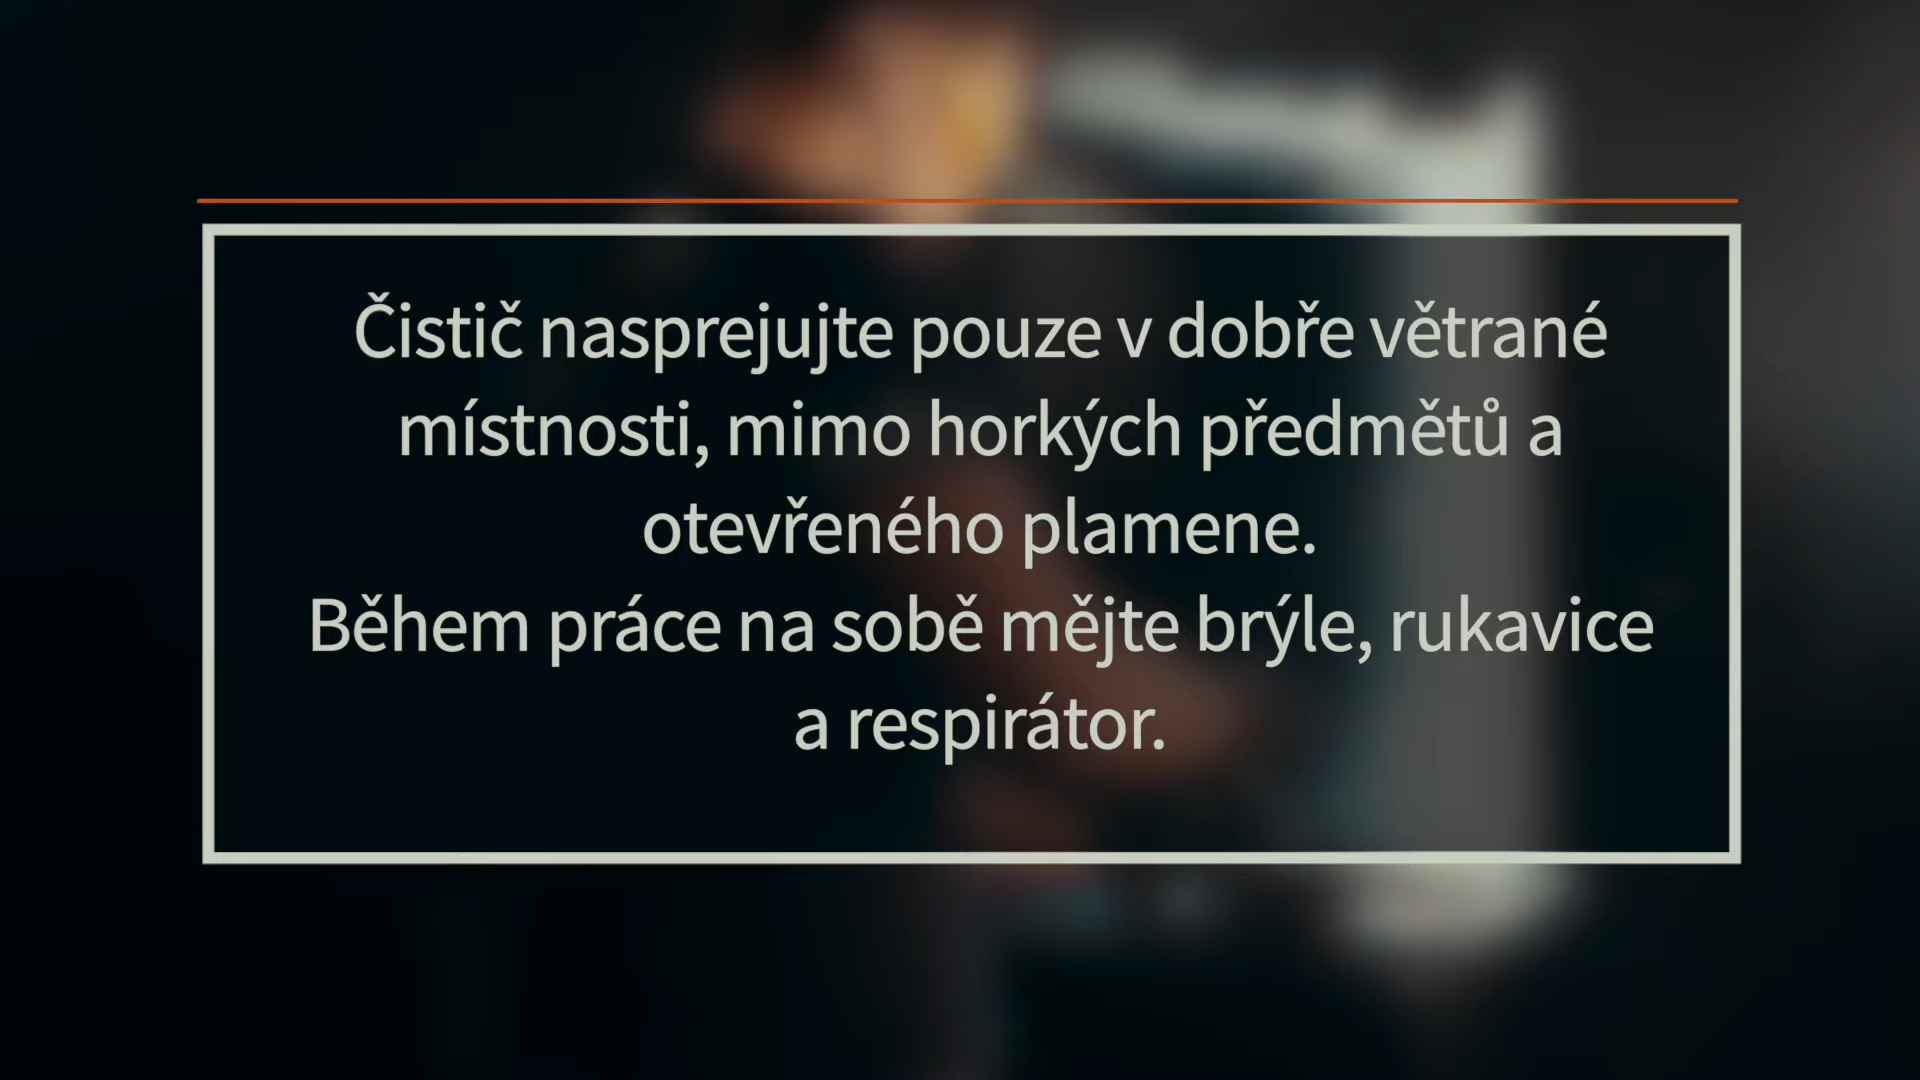 Čistič nasprejujte pouze v dobře větrané
místnosti, mimo horkých předmětů a
otevřeného plamene.
Během práce na sobě mějte brýle, rukavice
a respirátor.